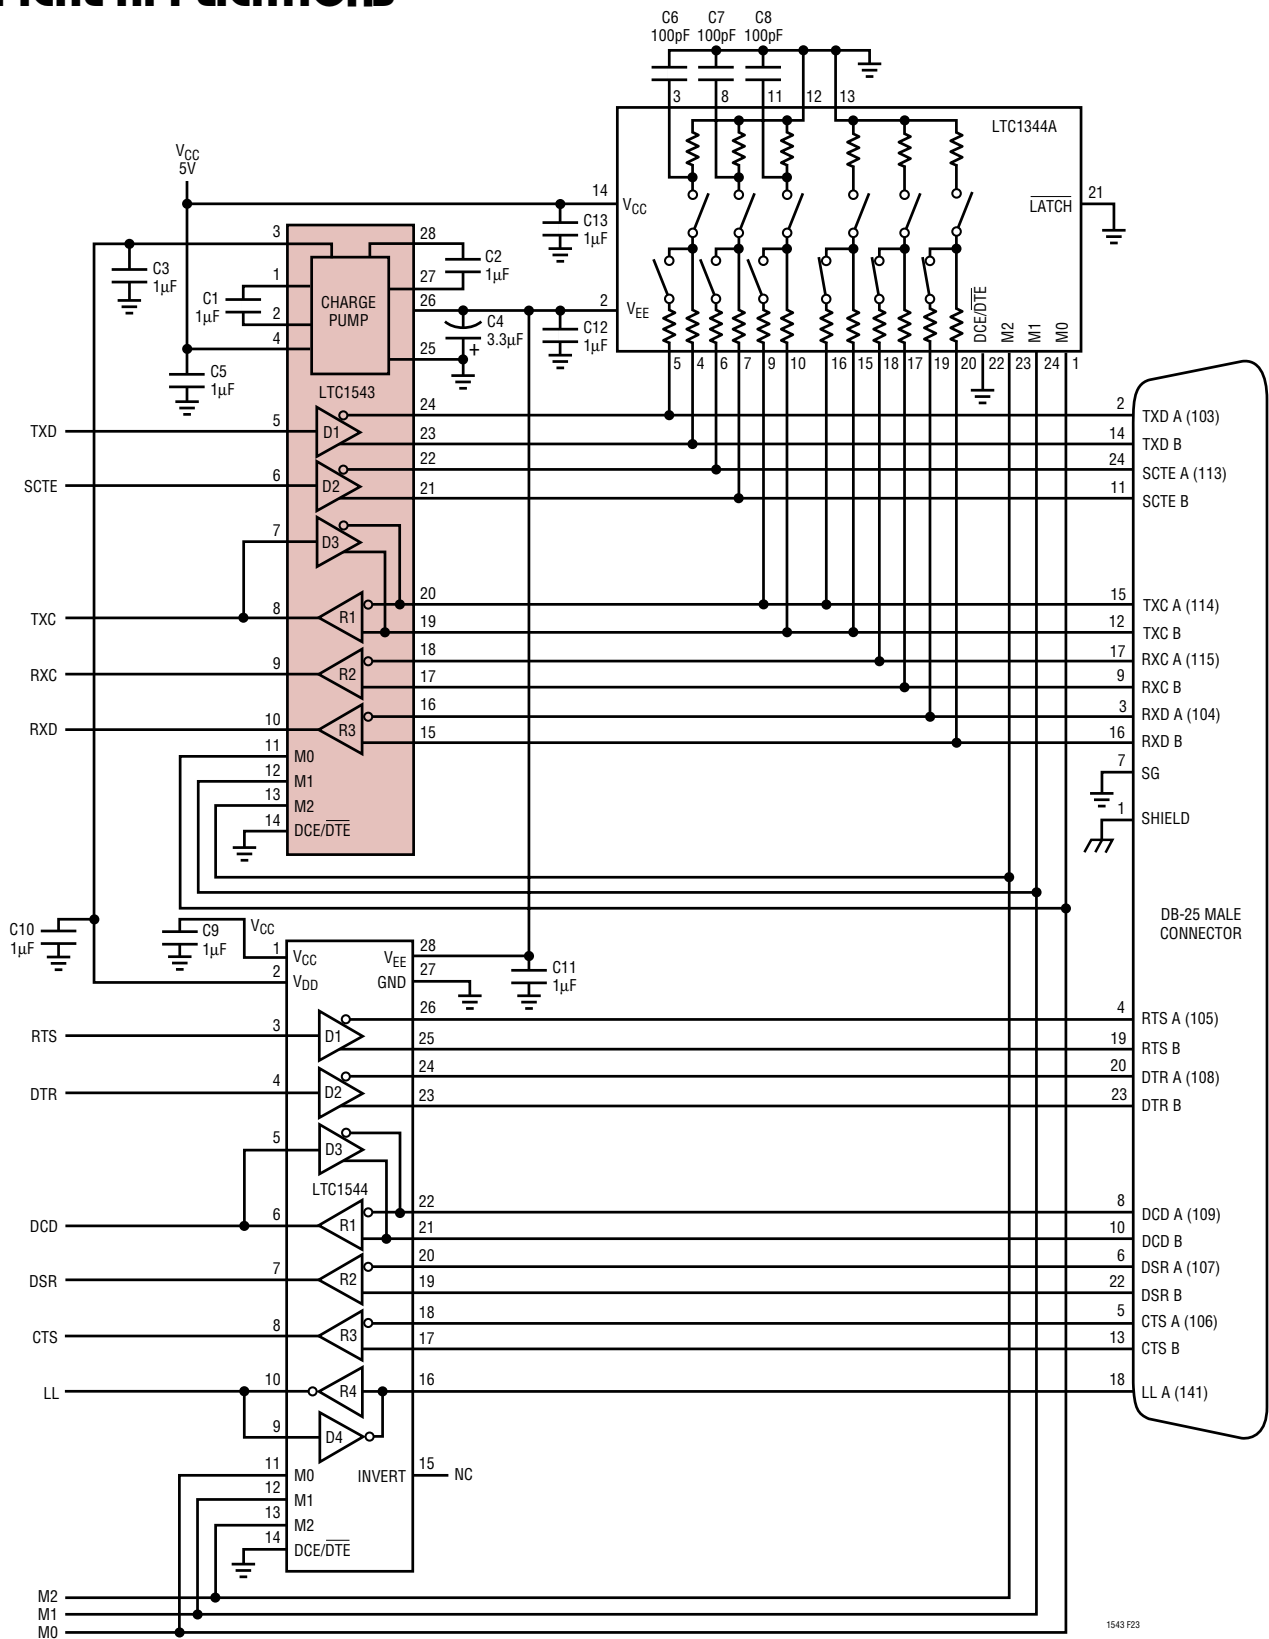 C6 C7 C8
100pF 100pF 100pF
3 8 11 12 13
LTC1344A
VCC
5V
14
VCC
C13
1µF
LATCH
21
3
28
C3
1µF
C2
1µF
1
27
C1
1µF
CHARGE
PUMP
2
26
2
VEE
DCE/DTE
M2
M1
M0
C4
3.3µF
+
C12
1µF
4
25
C5
1µF
5 4 6 7 9 10 16 15 18 17 19 20 22 23 24 1
LTC1543
TXD
5
D1
24
2
TXD A (103)
23
14
TXD B
SCTE
6
D2
22
24
SCTE A (113)
21
11
SCTE B
7
D3
TXC
8
R1
20
15
TXC A (114)
19
12
TXC B
RXC
9
R2
18
17
RXC A (115)
17
9
RXC B
RXD
10
R3
16
3
RXD A (104)
15
16
RXD B
11
M0
7
SG
12
M1
13
M2
1
SHIELD
14
DCE/DTE
DB-25 MALE
CONNECTOR
C10
1µF
C9
1µF
VCC
1
VCC
VEE
28
2
VDD
GND
27
C11
1µF
RTS
3
D1
26
4
RTS A (105)
25
19
RTS B
DTR
4
D2
24
20
DTR A (108)
23
23
DTR B
5
D3
LTC1544
DCD
6
R1
22
8
DCD A (109)
21
10
DCD B
DSR
7
R2
20
6
DSR A (107)
19
22
DSR B
CTS
8
R3
18
5
CTS A (106)
17
13
CTS B
LL
10
R4
16
18
LL A (141)
9
D4
11
M0
INVERT
15
NC
12
M1
13
M2
14
DCE/DTE
M2
M1
M0
1543 F23